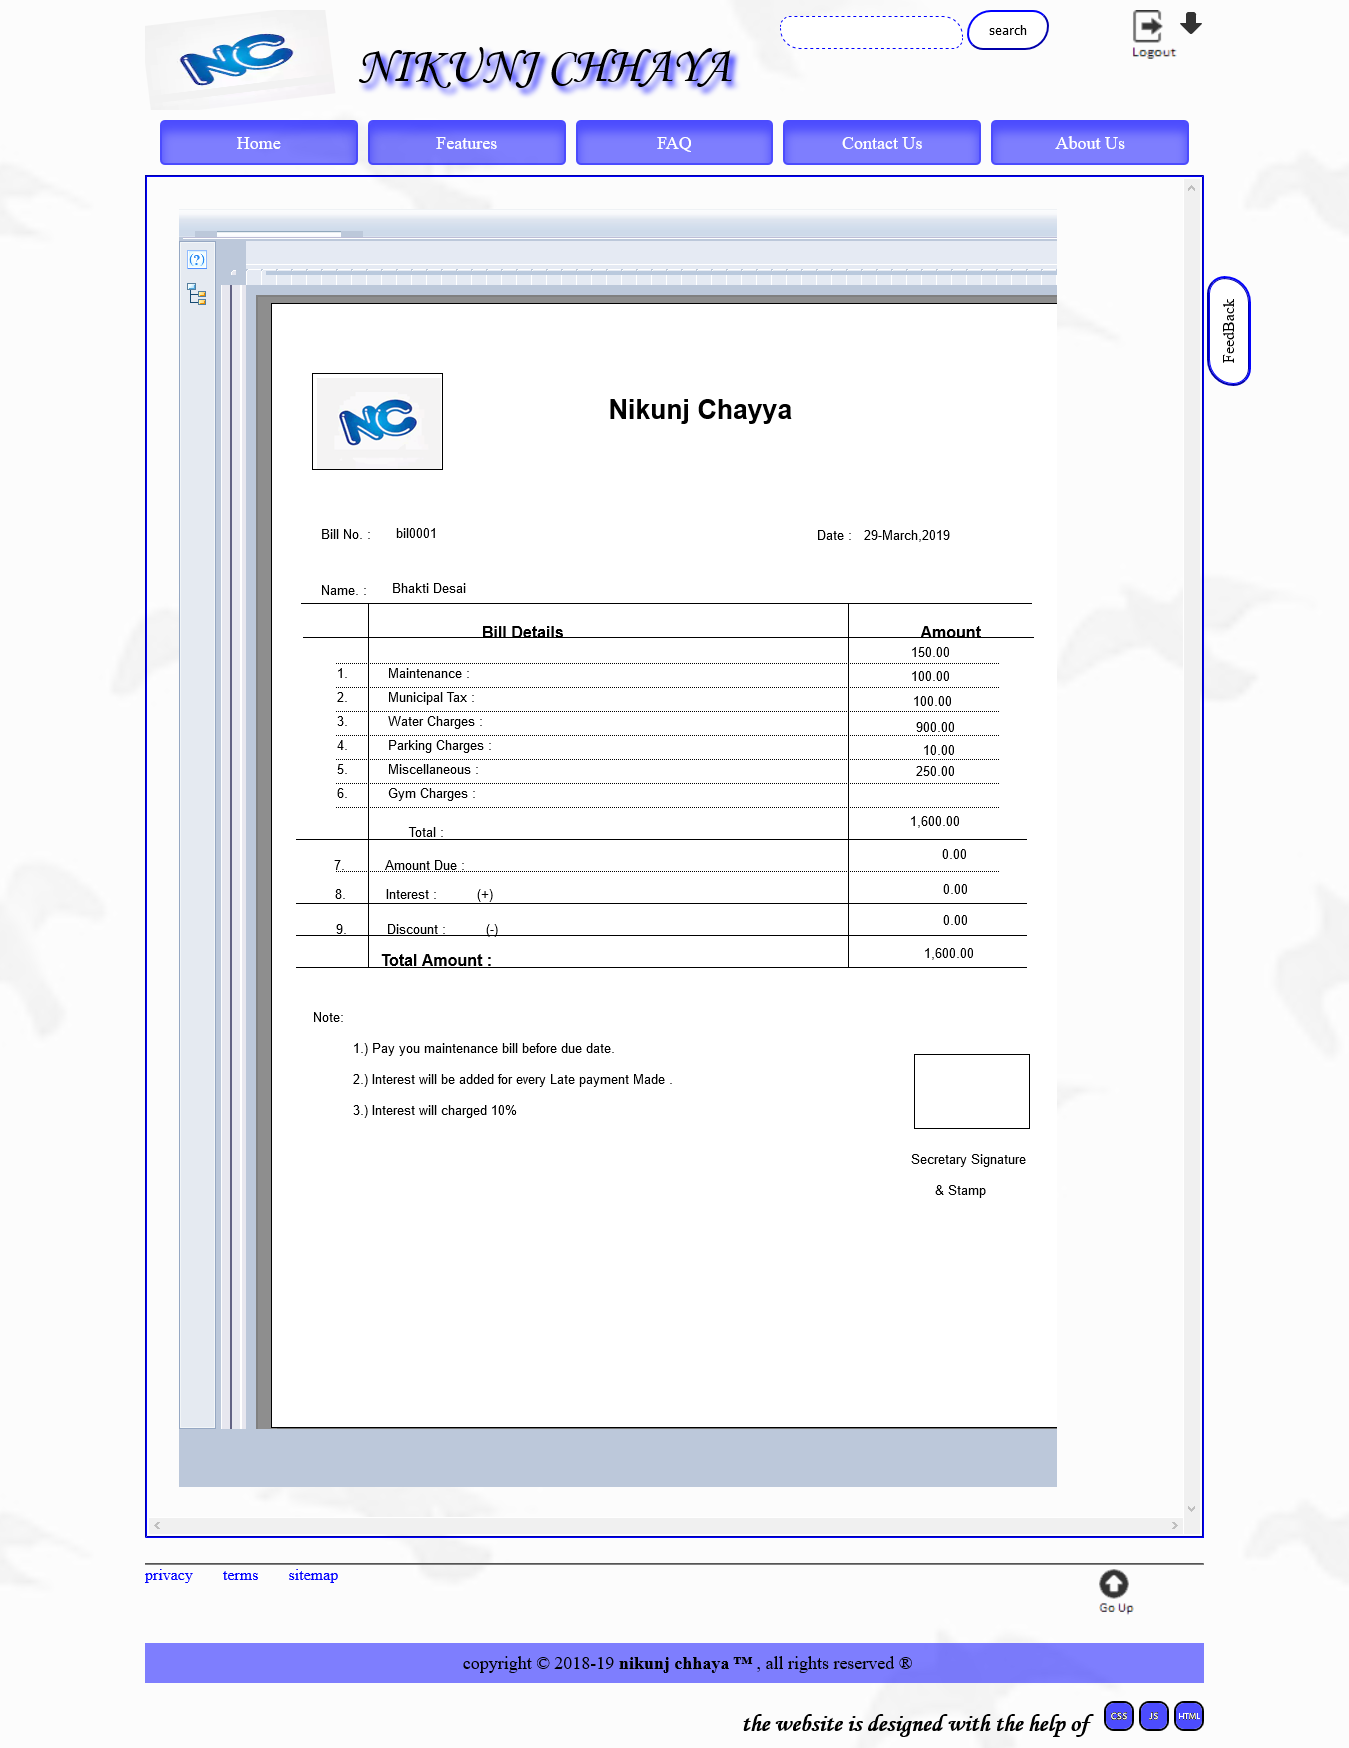 NC
NIKUNJ CHHAYA
search
Logout
Home Features FAQ Contact Us About Us
FeedBack
(?)
NC
Nikunj Chayya
Bill No. : bil0001 Date : 29-March,2019
Name. : Bhakti Desai
Bill Details Amount
150.00
1. Maintenance : 100.00
2. Municipal Tax : 100.00
3. Water Charges : 900.00
4. Parking Charges : 10.00
5. Miscellaneous : 250.00
6. Gym Charges :
Total : 1,600.00
7. Amount Due : 0.00
8. Interest : (+) 0.00
9. Discount : (-) 0.00
Total Amount : 1,600.00
Note:
1.) Pay you maintenance bill before due date.
2.) Interest will be added for every Late payment Made .
3.) Interest will charged 10%
Secretary Signature
& Stamp
privacy terms sitemap
Go Up
copyright © 2018-19 nikunj chhaya ™ , all rights reserved ®
the website is designed with the help of CSS JS HTML